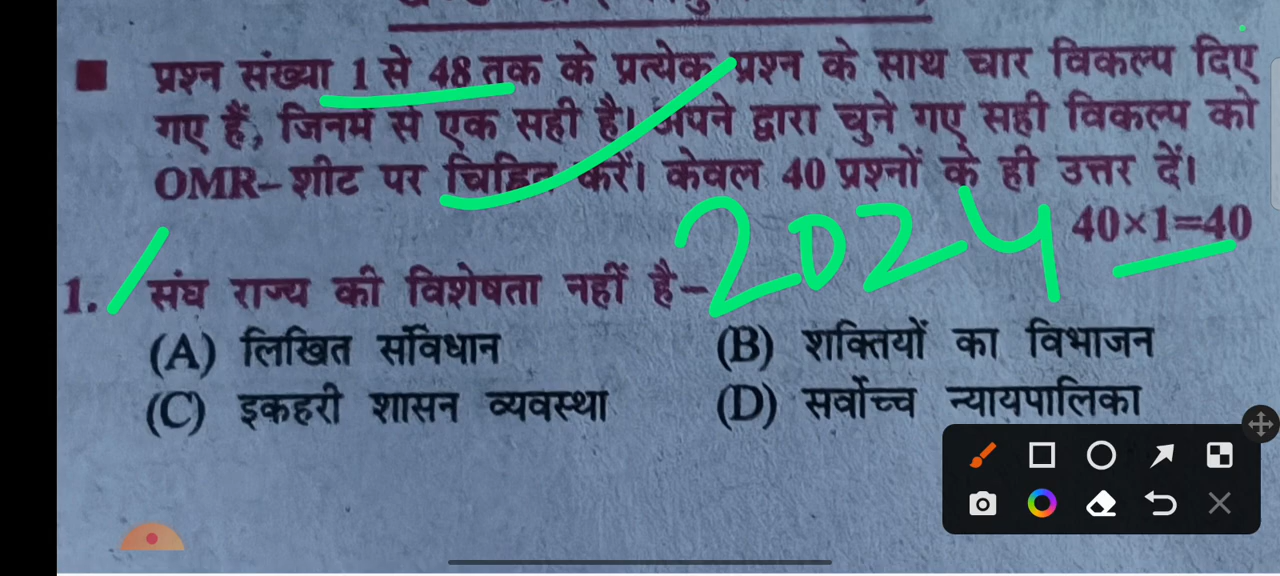 ■ प्रश्न संख्या 1 से 48 तक के प्रत्येक प्रश्न के साथ चार विकल्प दिए
गए हैं, जिनमें से एक सही है। अपने द्वारा चुने गए सही विकल्प को
OMR-शीट पर चिह्नित करें। केवल 40 प्रश्नों के ही उत्तर दें।
40×1=40
2024
1. संघ राज्य की विशेषता नहीं है–
(A) लिखित संविधान (B) शक्तियों का विभाजन
(C) इकहरी शासन व्यवस्था (D) सर्वोच्च न्यायपालिका